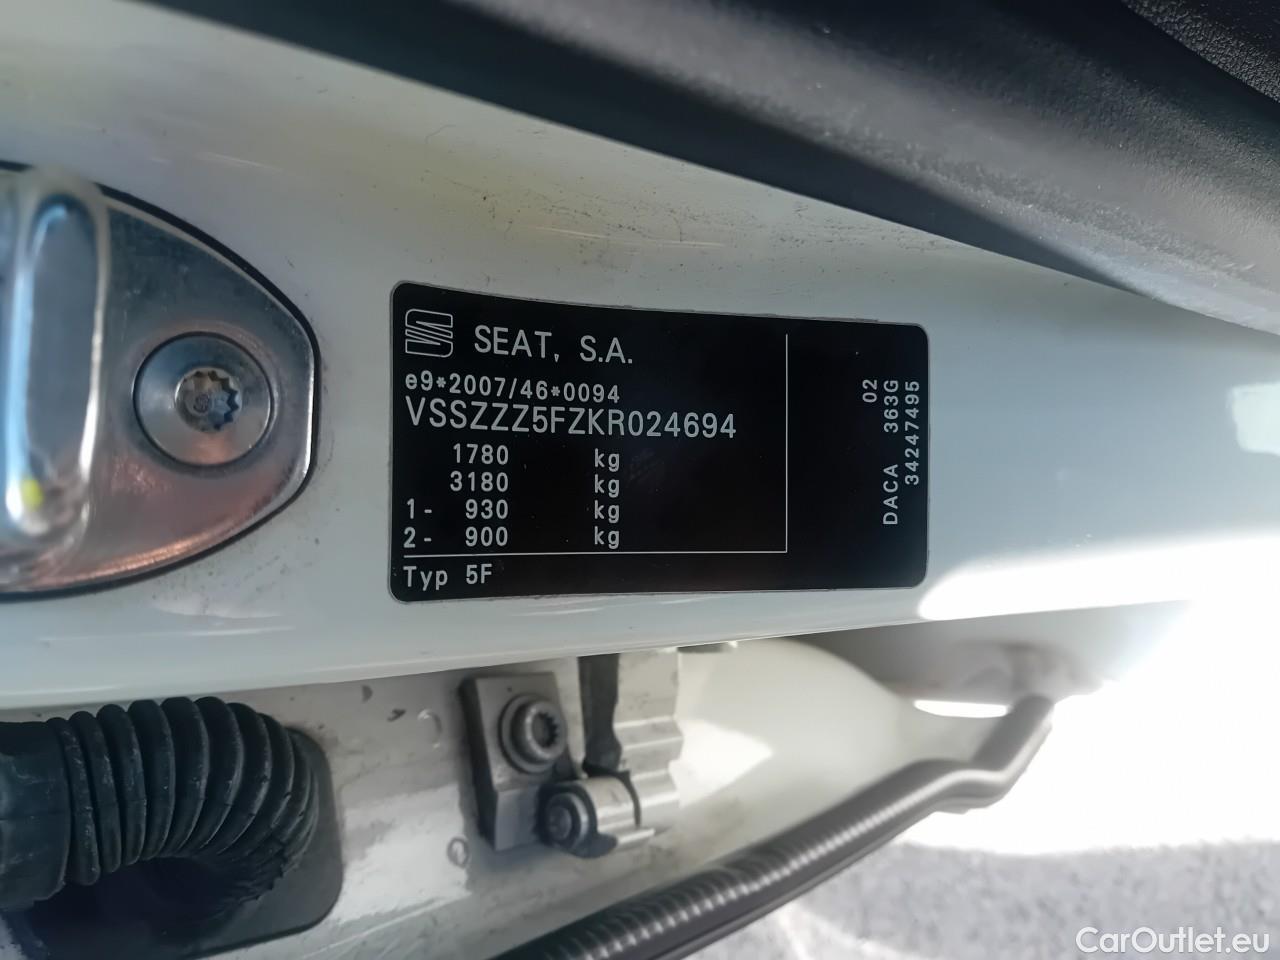 SEAT, S.A.
e9*2007/46*0094
VSSZZZ5FZKR024694
1780 kg
3180 kg
1- 930 kg
2- 900 kg
Typ 5F
02
DACA 363G
34247495
CarOutlet.eu